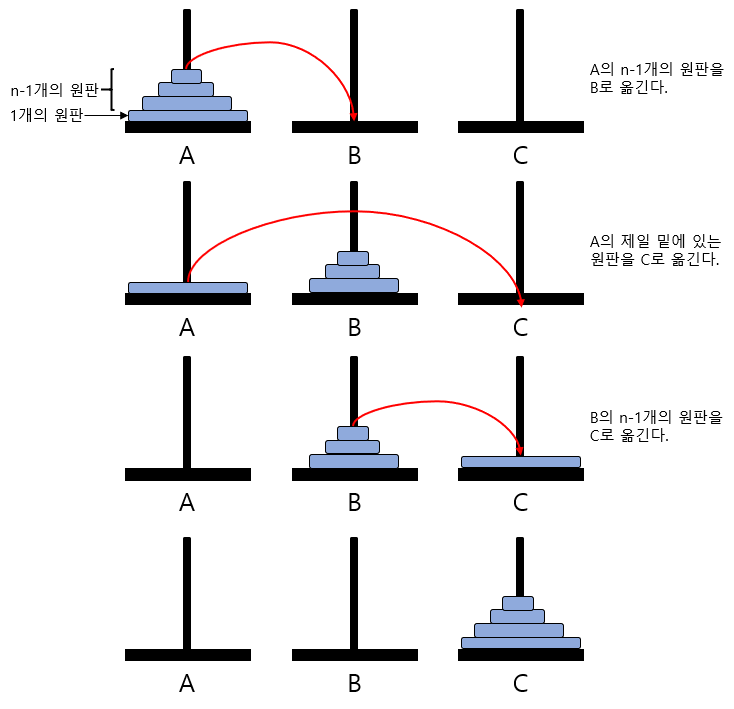 n-1개의 원판
1개의 원판
A의 n-1개의 원판을
B로 옮긴다.
A B C
A의 제일 밑에 있는
원판을 C로 옮긴다.
A B C
B의 n-1개의 원판을
C로 옮긴다.
A B C
A B C